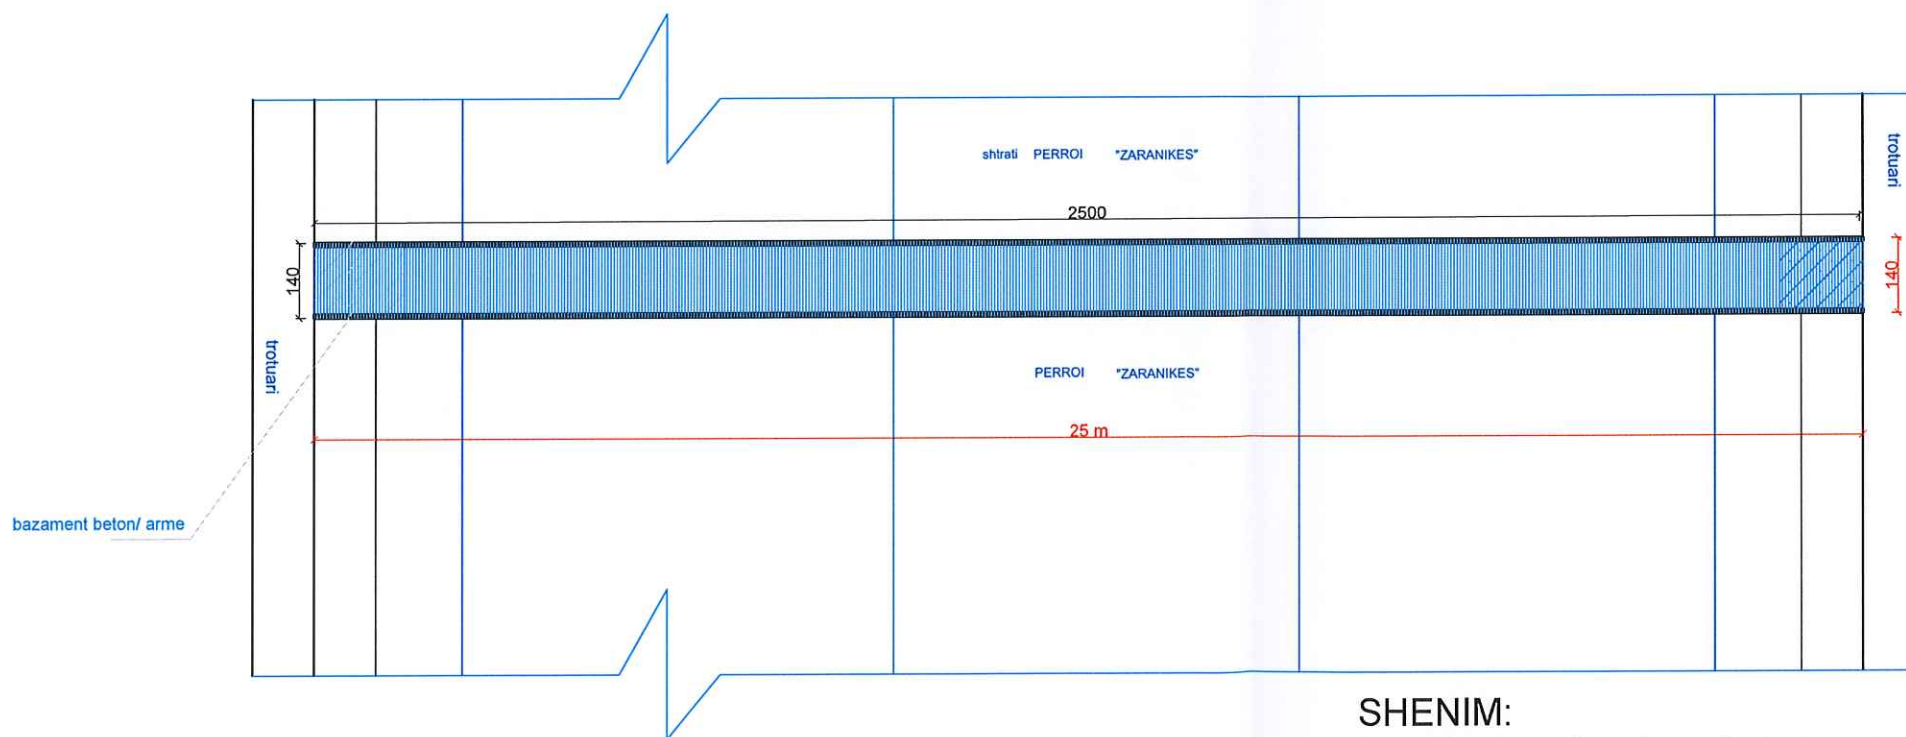 shtrati PERROI "ZARANIKES"
trotuari
2500
140
140
trotuari
PERROI "ZARANIKES"
25 m
bazament beton/ arme
SHENIM: